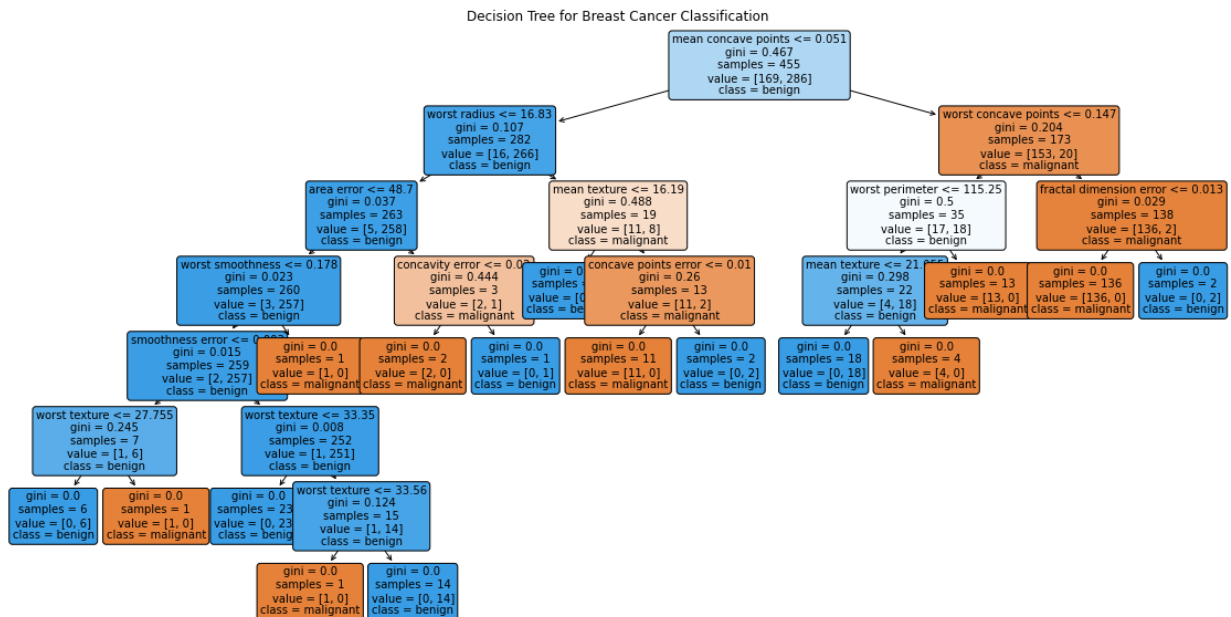 Decision Tree for Breast Cancer Classification
mean concave points <= 0.051
gini = 0.467
samples = 455
value = [169, 286]
class = benign
worst radius <= 16.83
gini = 0.107
samples = 282
value = [16, 266]
class = benign
worst concave points <= 0.147
gini = 0.204
samples = 173
value = [153, 20]
class = malignant
area error <= 48.7
gini = 0.037
samples = 263
value = [5, 258]
class = benign
mean texture <= 16.19
gini = 0.488
samples = 19
value = [11, 8]
class = malignant
worst perimeter <= 115.25
gini = 0.5
samples = 35
value = [17, 18]
class = benign
fractal dimension error <= 0.013
gini = 0.029
samples = 138
value = [136, 2]
class = malignant
worst smoothness <= 0.178
gini = 0.023
samples = 260
value = [3, 257]
class = benign
concavity error <=
gini = 0.444
samples = 3
value = [2, 1]
class = malignant
gini =
samples =
value =
class =
concave points error <= 0.01
gini = 0.26
samples = 13
value = [11, 2]
class = malignant
mean texture <=
gini = 0.298
samples = 22
value = [4, 18]
class = benign
gini = 0.0
samples = 13
value = [13, 0]
class = malignant
gini = 0.0
samples = 136
value = [136, 0]
class = malignant
gini = 0.0
samples = 2
value = [0, 2]
class = benign
smoothness error <=
gini = 0.015
samples = 259
value = [2, 257]
class = benign
gini = 0.0
samples = 1
value = [1, 0]
class = malignant
gini = 0.0
samples = 2
value = [2, 0]
class = malignant
gini = 0.0
samples = 1
value = [0, 1]
class = benign
gini = 0.0
samples = 11
value = [11, 0]
class = malignant
gini = 0.0
samples = 2
value = [0, 2]
class = benign
gini = 0.0
samples = 18
value = [0, 18]
class = benign
gini = 0.0
samples = 4
value = [4, 0]
class = malignant
worst texture <= 27.755
gini = 0.245
samples = 7
value = [1, 6]
class = benign
worst texture <= 33.35
gini = 0.008
samples = 252
value = [1, 251]
class = benign
gini = 0.0
samples = 6
value = [0, 6]
class = benign
gini = 0.0
samples = 1
value = [1, 0]
class = malignant
gini = 0.0
samples =
value = [0,
class = benign
worst texture <= 33.56
gini = 0.124
samples = 15
value = [1, 14]
class = benign
gini = 0.0
samples = 1
value = [1, 0]
class = malignant
gini = 0.0
samples = 14
value = [0, 14]
class = benign